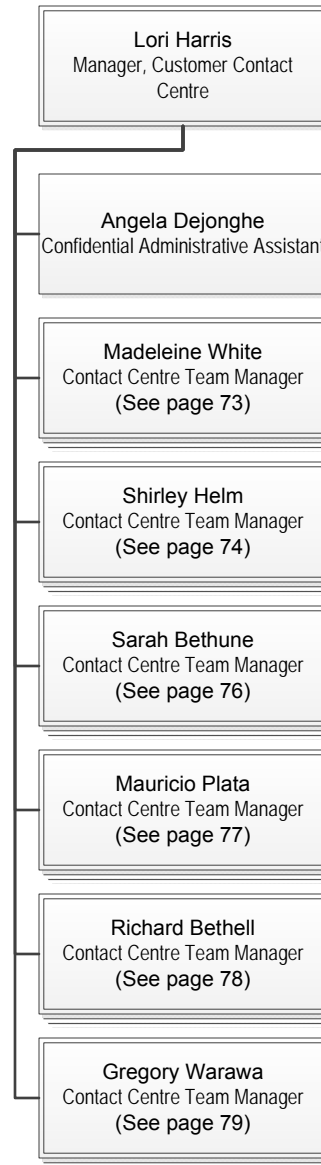 Lori Harris
Manager, Customer Contact
Centre
Angela Dejonghe
Confidential Administrative Assistant
Madeleine White
Contact Centre Team Manager
(See page 73)
Shirley Helm
Contact Centre Team Manager
(See page 74)
Sarah Bethune
Contact Centre Team Manager
(See page 76)
Mauricio Plata
Contact Centre Team Manager
(See page 77)
Richard Bethell
Contact Centre Team Manager
(See page 78)
Gregory Warawa
Contact Centre Team Manager
(See page 79)